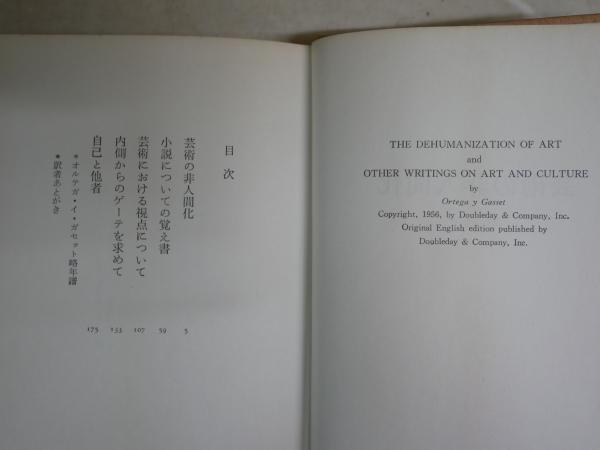 目次
芸術の非人間化 5
小説についての覚え書 59
芸術における視点について 107
内側からのゲーテを求めて 133
自己と他者 175
＊オルテガ・イ・ガセット略年譜
＊訳者あとがき
THE DEHUMANIZATION OF ART
and
OTHER WRITINGS ON ART AND CULTURE
by
Ortega y Gasset
Copyright, 1956, by Doubleday & Company, Inc.
Original English edition published by
Doubleday & Company, Inc.